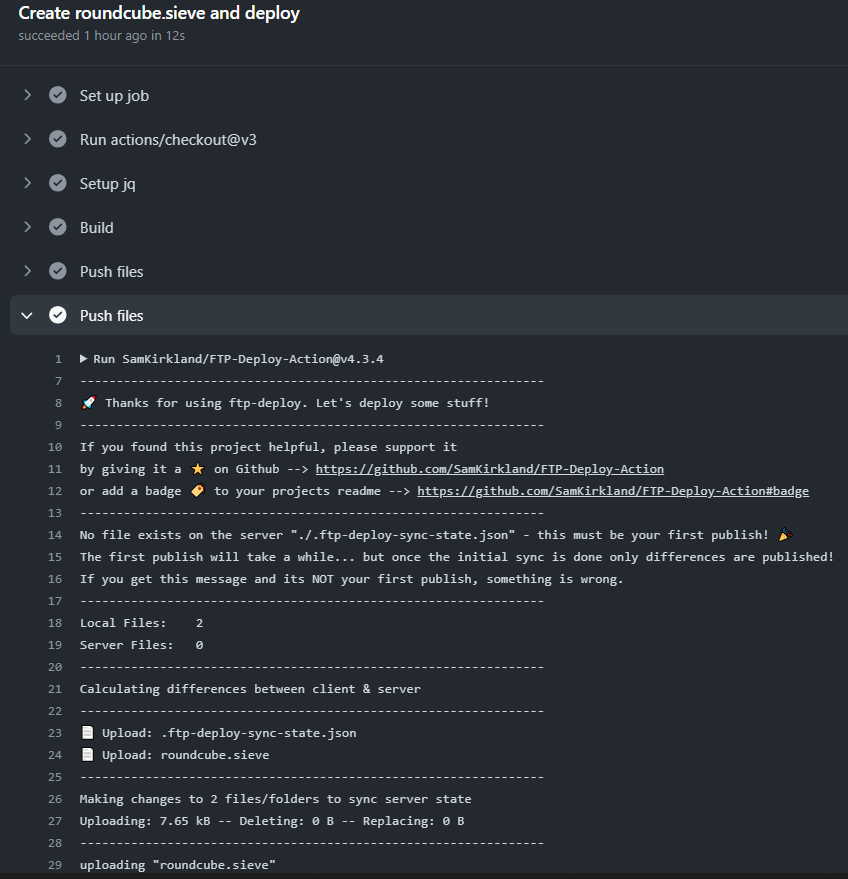 Create roundcube.sieve and deploy
succeeded 1 hour ago in 12s
Set up job
Run actions/checkout@v3
Setup jq
Build
Push files
Push files
1 Run SamKirkland/FTP-Deploy-Action@v4.3.4
7 ----------------------------------------------------------------
8 🚀 Thanks for using ftp-deploy. Let's deploy some stuff!
9 ----------------------------------------------------------------
10 If you found this project helpful, please support it
11 by giving it a ⭐ on Github --> https://github.com/SamKirkland/FTP-Deploy-Action
12 or add a badge 🏷️ to your projects readme --> https://github.com/SamKirkland/FTP-Deploy-Action#badge
13 ----------------------------------------------------------------
14 No file exists on the server "./.ftp-deploy-sync-state.json" - this must be your first publish! 🎉
15 The first publish will take a while... but once the initial sync is done only differences are published!
16 If you get this message and its NOT your first publish, something is wrong.
17 ----------------------------------------------------------------
18 Local Files: 2
19 Server Files: 0
20 ----------------------------------------------------------------
21 Calculating differences between client & server
22 ----------------------------------------------------------------
23 📄 Upload: .ftp-deploy-sync-state.json
24 📄 Upload: roundcube.sieve
25 ----------------------------------------------------------------
26 Making changes to 2 files/folders to sync server state
27 Uploading: 7.65 kB -- Deleting: 0 B -- Replacing: 0 B
28 ----------------------------------------------------------------
29 uploading "roundcube.sieve"